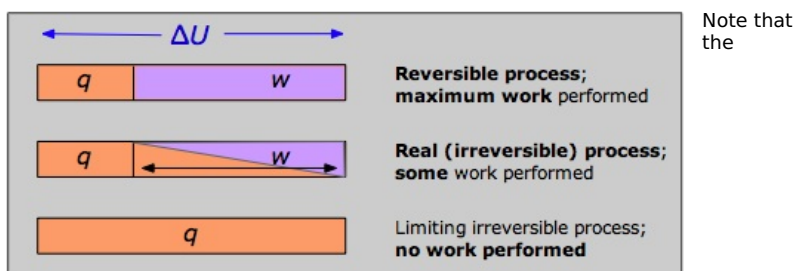 ΔU
q w
Reversible process;
maximum work performed
q w
Real (irreversible) process;
some work performed
q
Limiting irreversible process;
no work performed
Note that
the